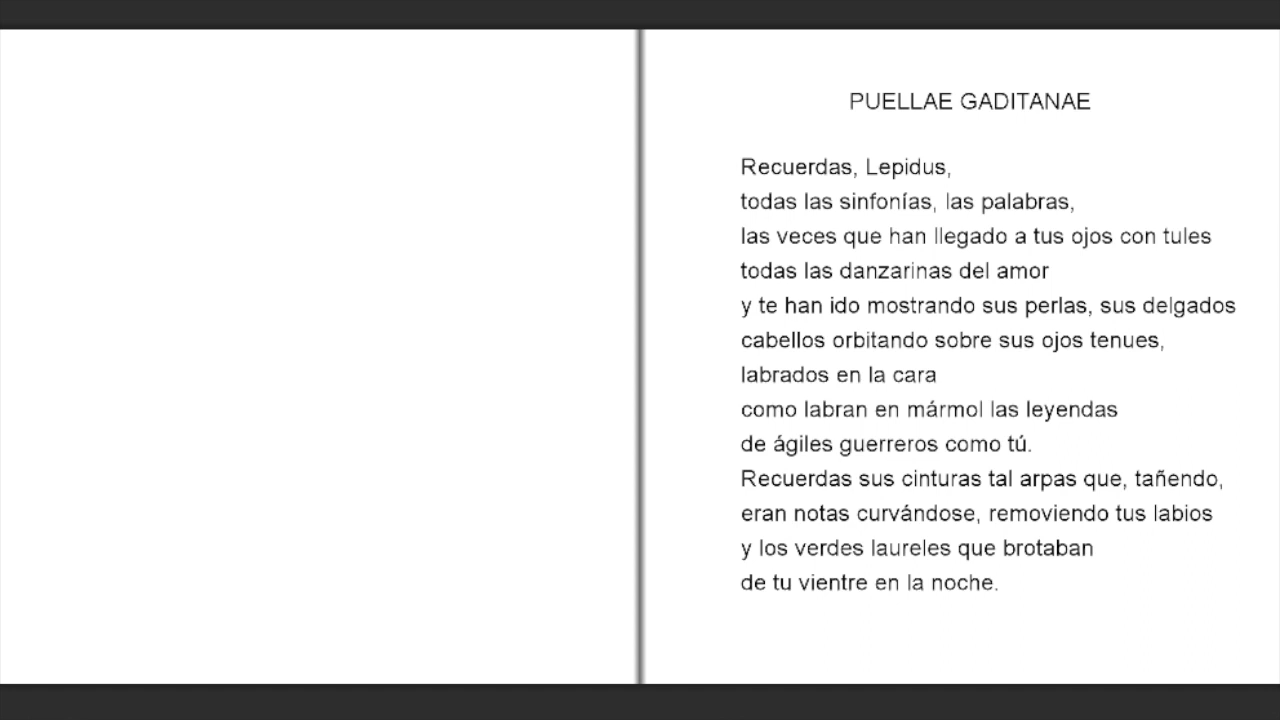 PUELLAE GADITANAE
Recuerdas, Lepidus,
todas las sinfonías, las palabras,
las veces que han llegado a tus ojos con tules
todas las danzarinas del amor
y te han ido mostrando sus perlas, sus delgados
cabellos orbitando sobre sus ojos tenues,
labrados en la cara
como labran en mármol las leyendas
de ágiles guerreros como tú.
Recuerdas sus cinturas tal arpas que, tañendo,
eran notas curvándose, removiendo tus labios
y los verdes laureles que brotaban
de tu vientre en la noche.